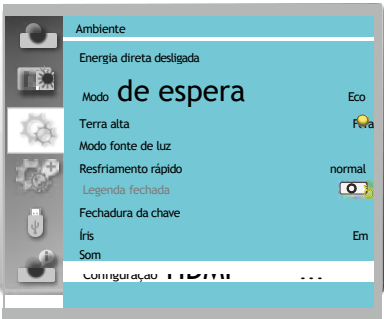 Ambiente
Energia direta desligada
Modo de espera Eco
Terra alta
Modo fonte de luz
Resfriamento rápido normal
Legenda fechada
Fechadura da chave
Íris Em
Som
Configuração HDMI ...